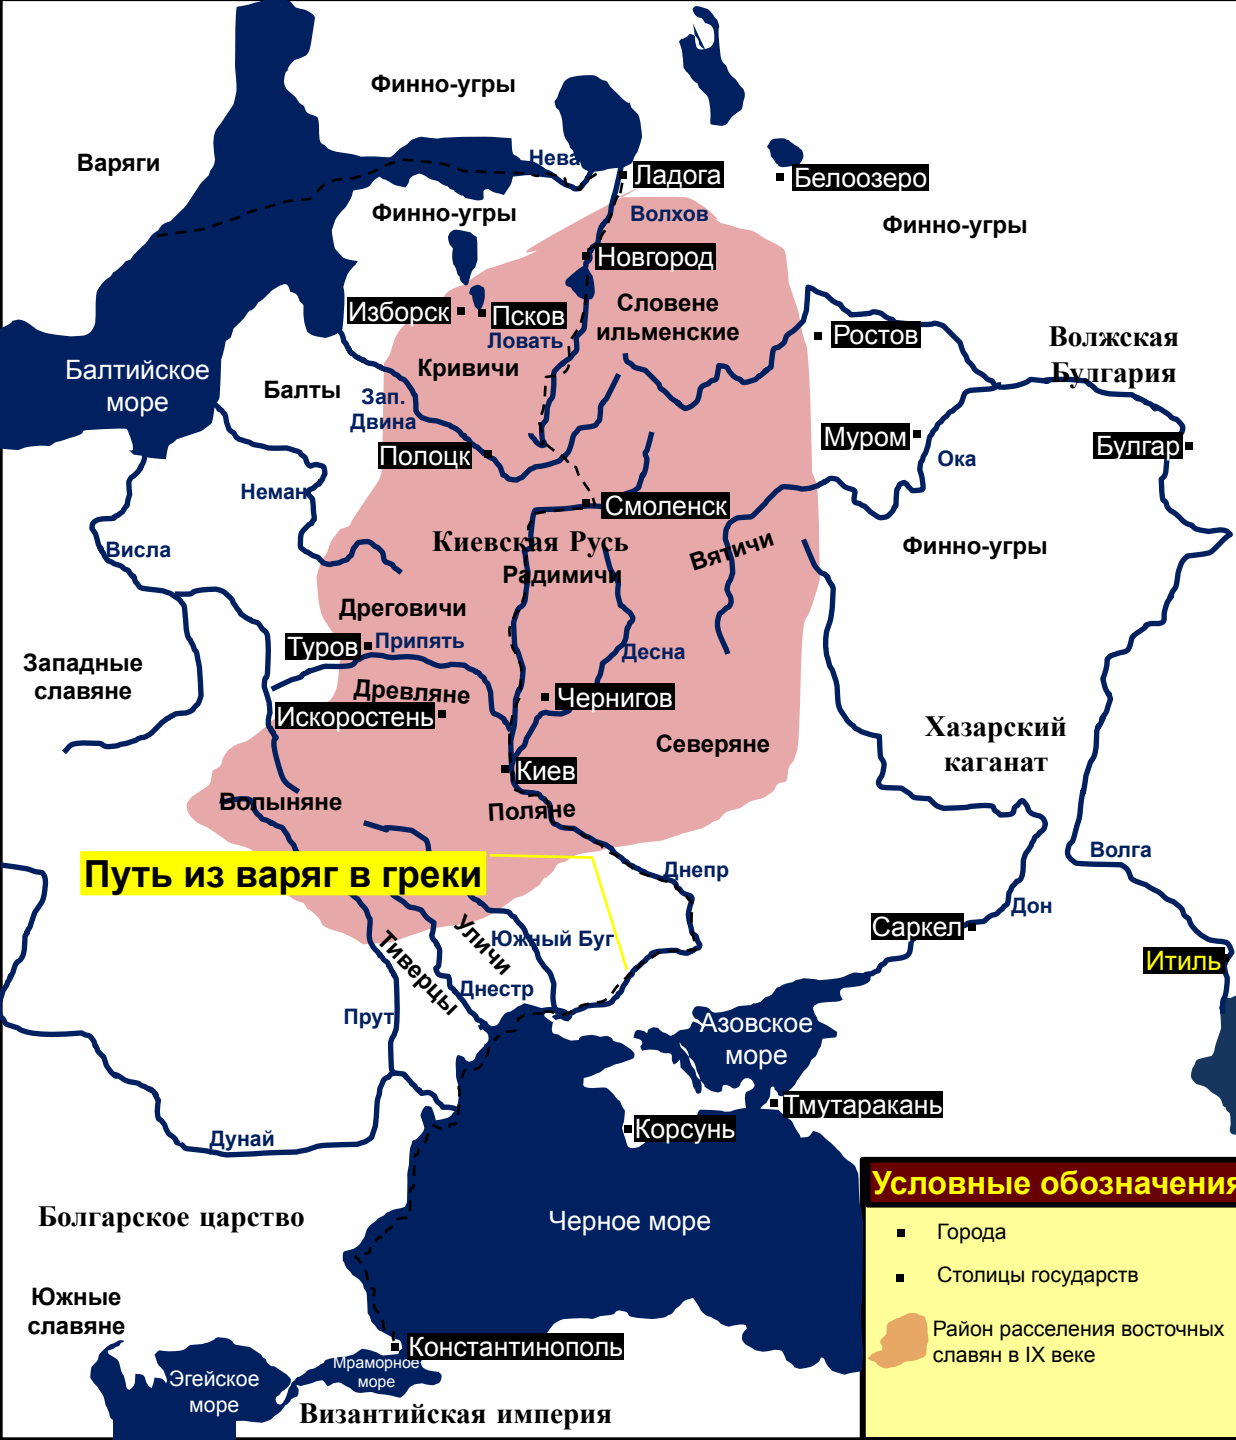 Финно-угры
Варяги
Нева
Ладога
Белоозеро
Финно-угры
Волхов
Финно-угры
Новгород
Изборск
Псков
Словене
ильменские
Ловать
Ростов
Волжская
Булгария
Балтийское
море
Балты
Кривичи
Зап.
Двина
Полоцк
Муром
Ока
Булгар
Неман
Смоленск
Висла
Киевская Русь
Радимичи
Вятичи
Финно-угры
Дреговичи
Туров
Припять
Десна
Западные
славяне
Древляне
Искоростень
Чернигов
Северяне
Хазарский
каганат
Киев
Волыняне
Поляне
Путь из варяг в греки
Днепр
Волга
Дон
Саркел
Уличи
Южный Буг
Тиверцы
Итиль
Днестр
Прут
Азовское
море
Тмутаракань
Корсунь
Дунай
Болгарское царство
Черное море
Южные
славяне
Константинополь
Мраморное
море
Эгейское
море
Византийская империя
Условные обозначения
Города
Столицы государств
Район расселения восточных
славян в IX веке